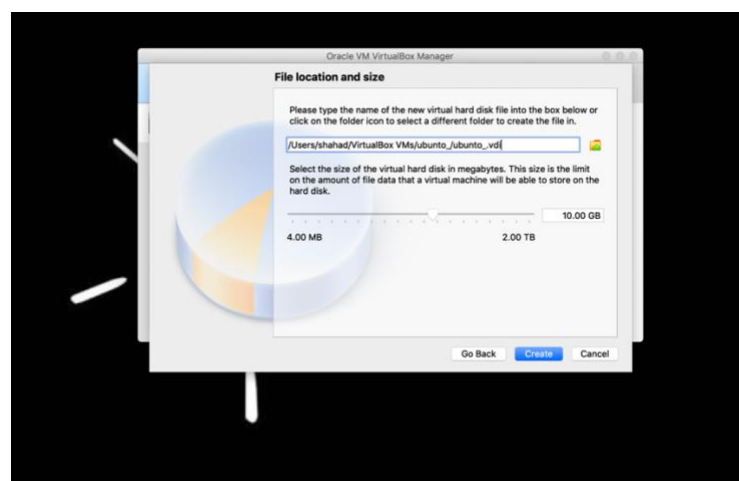 Oracle VM VirtualBox Manager
File location and size
Please type the name of the new virtual hard disk file into the box below or
click on the folder icon to select a different folder to create the file in.
/Users/shahad/VirtualBox VMs/ubunto_/ubunto_.vdi
Select the size of the virtual hard disk in megabytes. This size is the limit
on the amount of file data that a virtual machine will be able to store on the
hard disk.
10.00 GB
4.00 MB 2.00 TB
Go Back Create Cancel